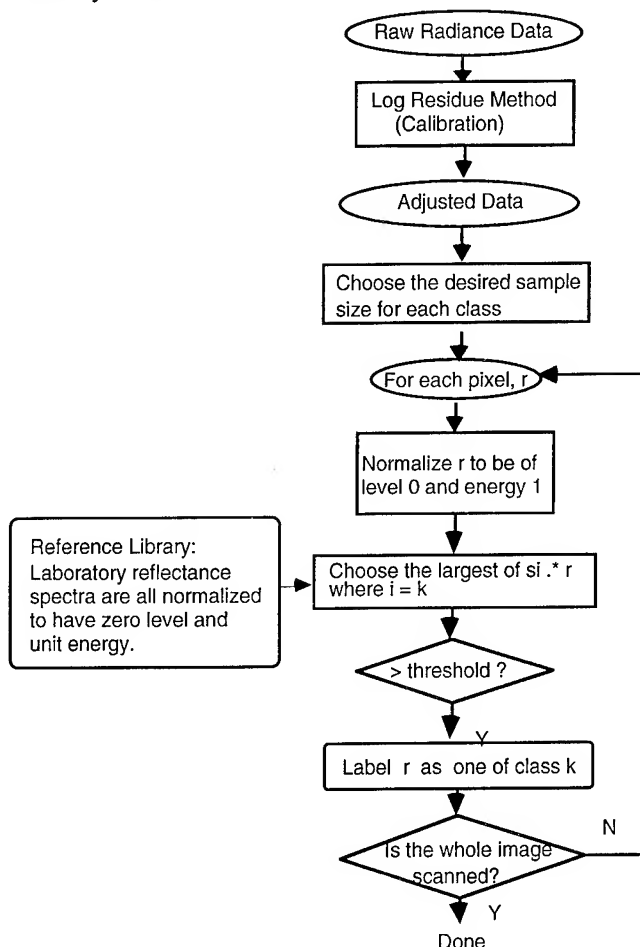 Raw Radiance Data
Log Residue Method
(Calibration)
Adjusted Data
Choose the desired sample
size for each class
For each pixel, r
Normalize r to be of
level 0 and energy 1
Reference Library:
Laboratory reflectance
spectra are all normalized
to have zero level and
unit energy.
Choose the largest of si .* r
where i = k
> threshold ?
Y
Label r as one of class k
Is the whole image
scanned?
N
Y
Done